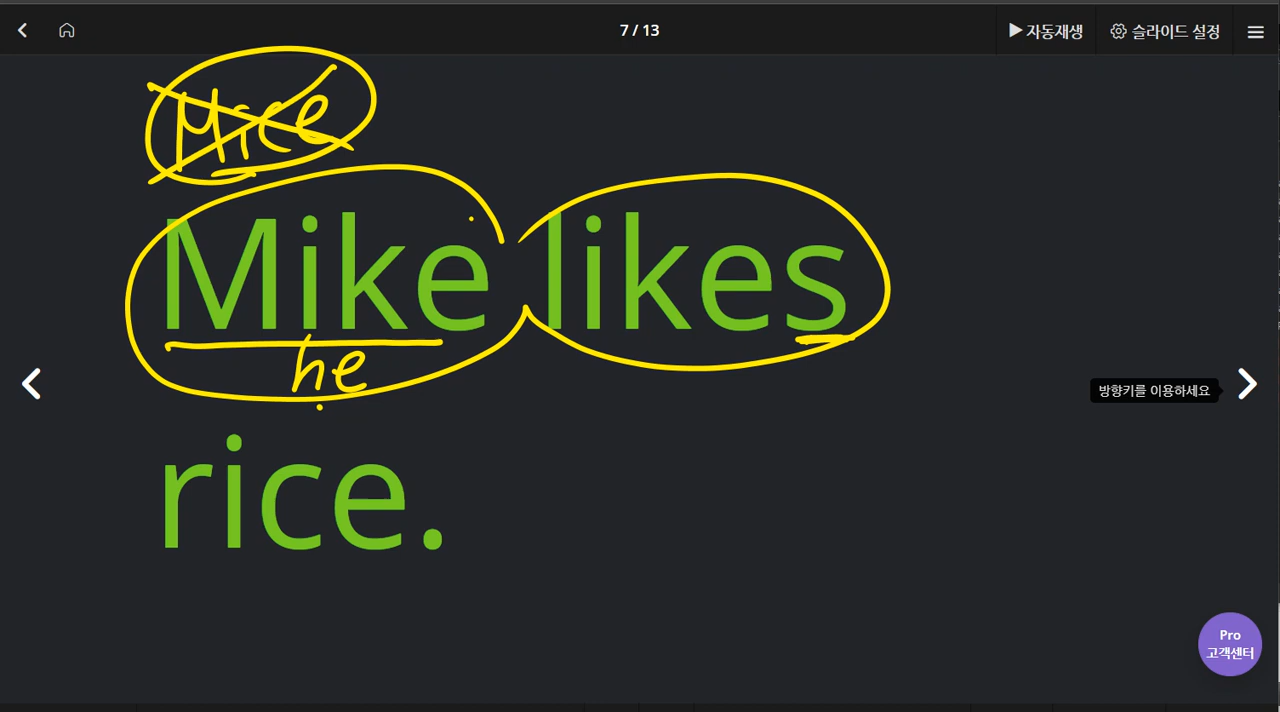 7 / 13
▶ 자동재생
슬라이드 설정
Mice
Mike likes
he
방향키를 이용하세요
rice.
Pro
고객센터